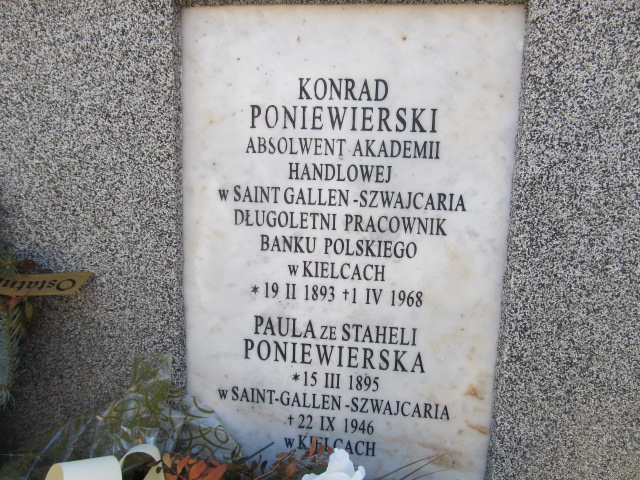 KONRAD
PONIEWIERSKI
ABSOLWENT AKADEMII
HANDLOWEJ
w SAINT GALLEN-SZWAJCARIA
DŁUGOLETNI PRACOWNIK
BANKU POLSKIEGO
w KIELCACH
* 19 II 1893 † 1 IV 1968
PAULA ZE STAHELI
PONIEWIERSKA
* 15 III 1895
w SAINT-GALLEN-SZWAJCARIA
† 22 IX 1946
w KIELCACH
Ostatni